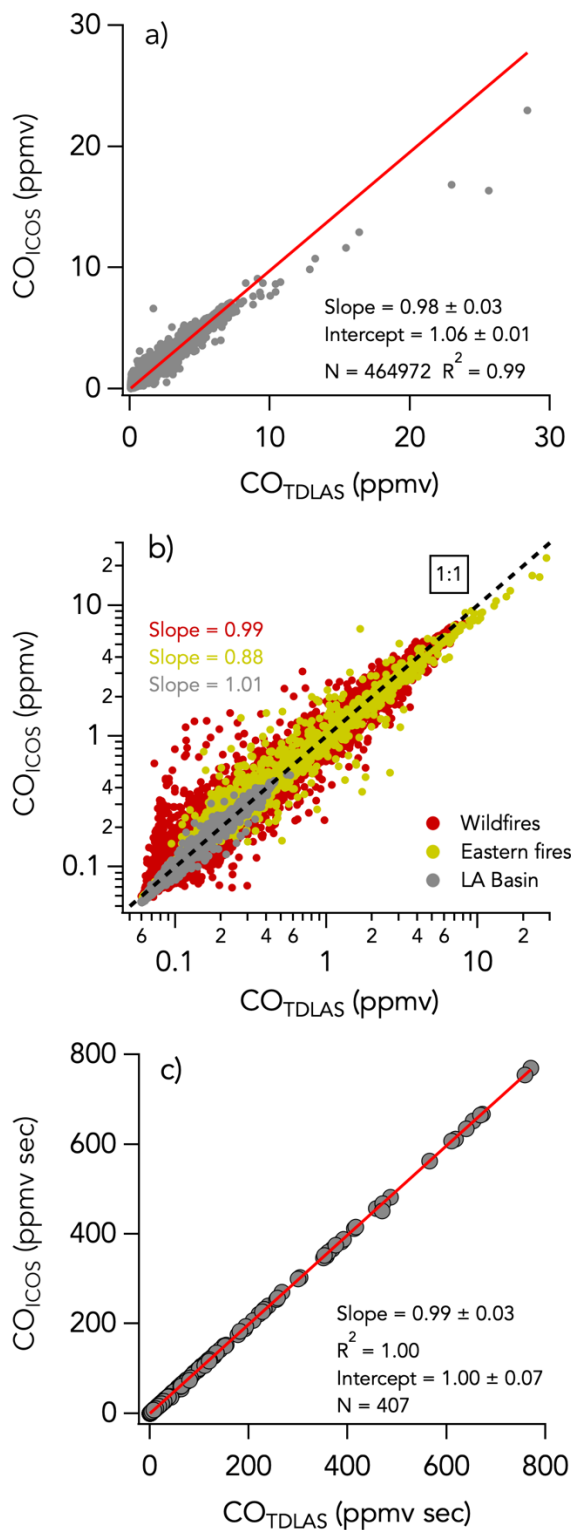 a)
30
20
10
0
CO_ICOS (ppmv)
Slope = 0.98 ± 0.03
Intercept = 1.06 ± 0.01
N = 464972 R² = 0.99
0 10 20 30
CO_TDLAS (ppmv)
b)
1:1
2
10
4
2
1
4
2
0.1
CO_ICOS (ppmv)
Slope = 0.99
Slope = 0.88
Slope = 1.01
Wildfires
Eastern fires
LA Basin
6 2 4 6 2 4 6 2
0.1 1 10
CO_TDLAS (ppmv)
c)
800
600
400
200
0
CO_ICOS (ppmv sec)
Slope = 0.99 ± 0.03
R² = 1.00
Intercept = 1.00 ± 0.07
N = 407
0 200 400 600 800
CO_TDLAS (ppmv sec)